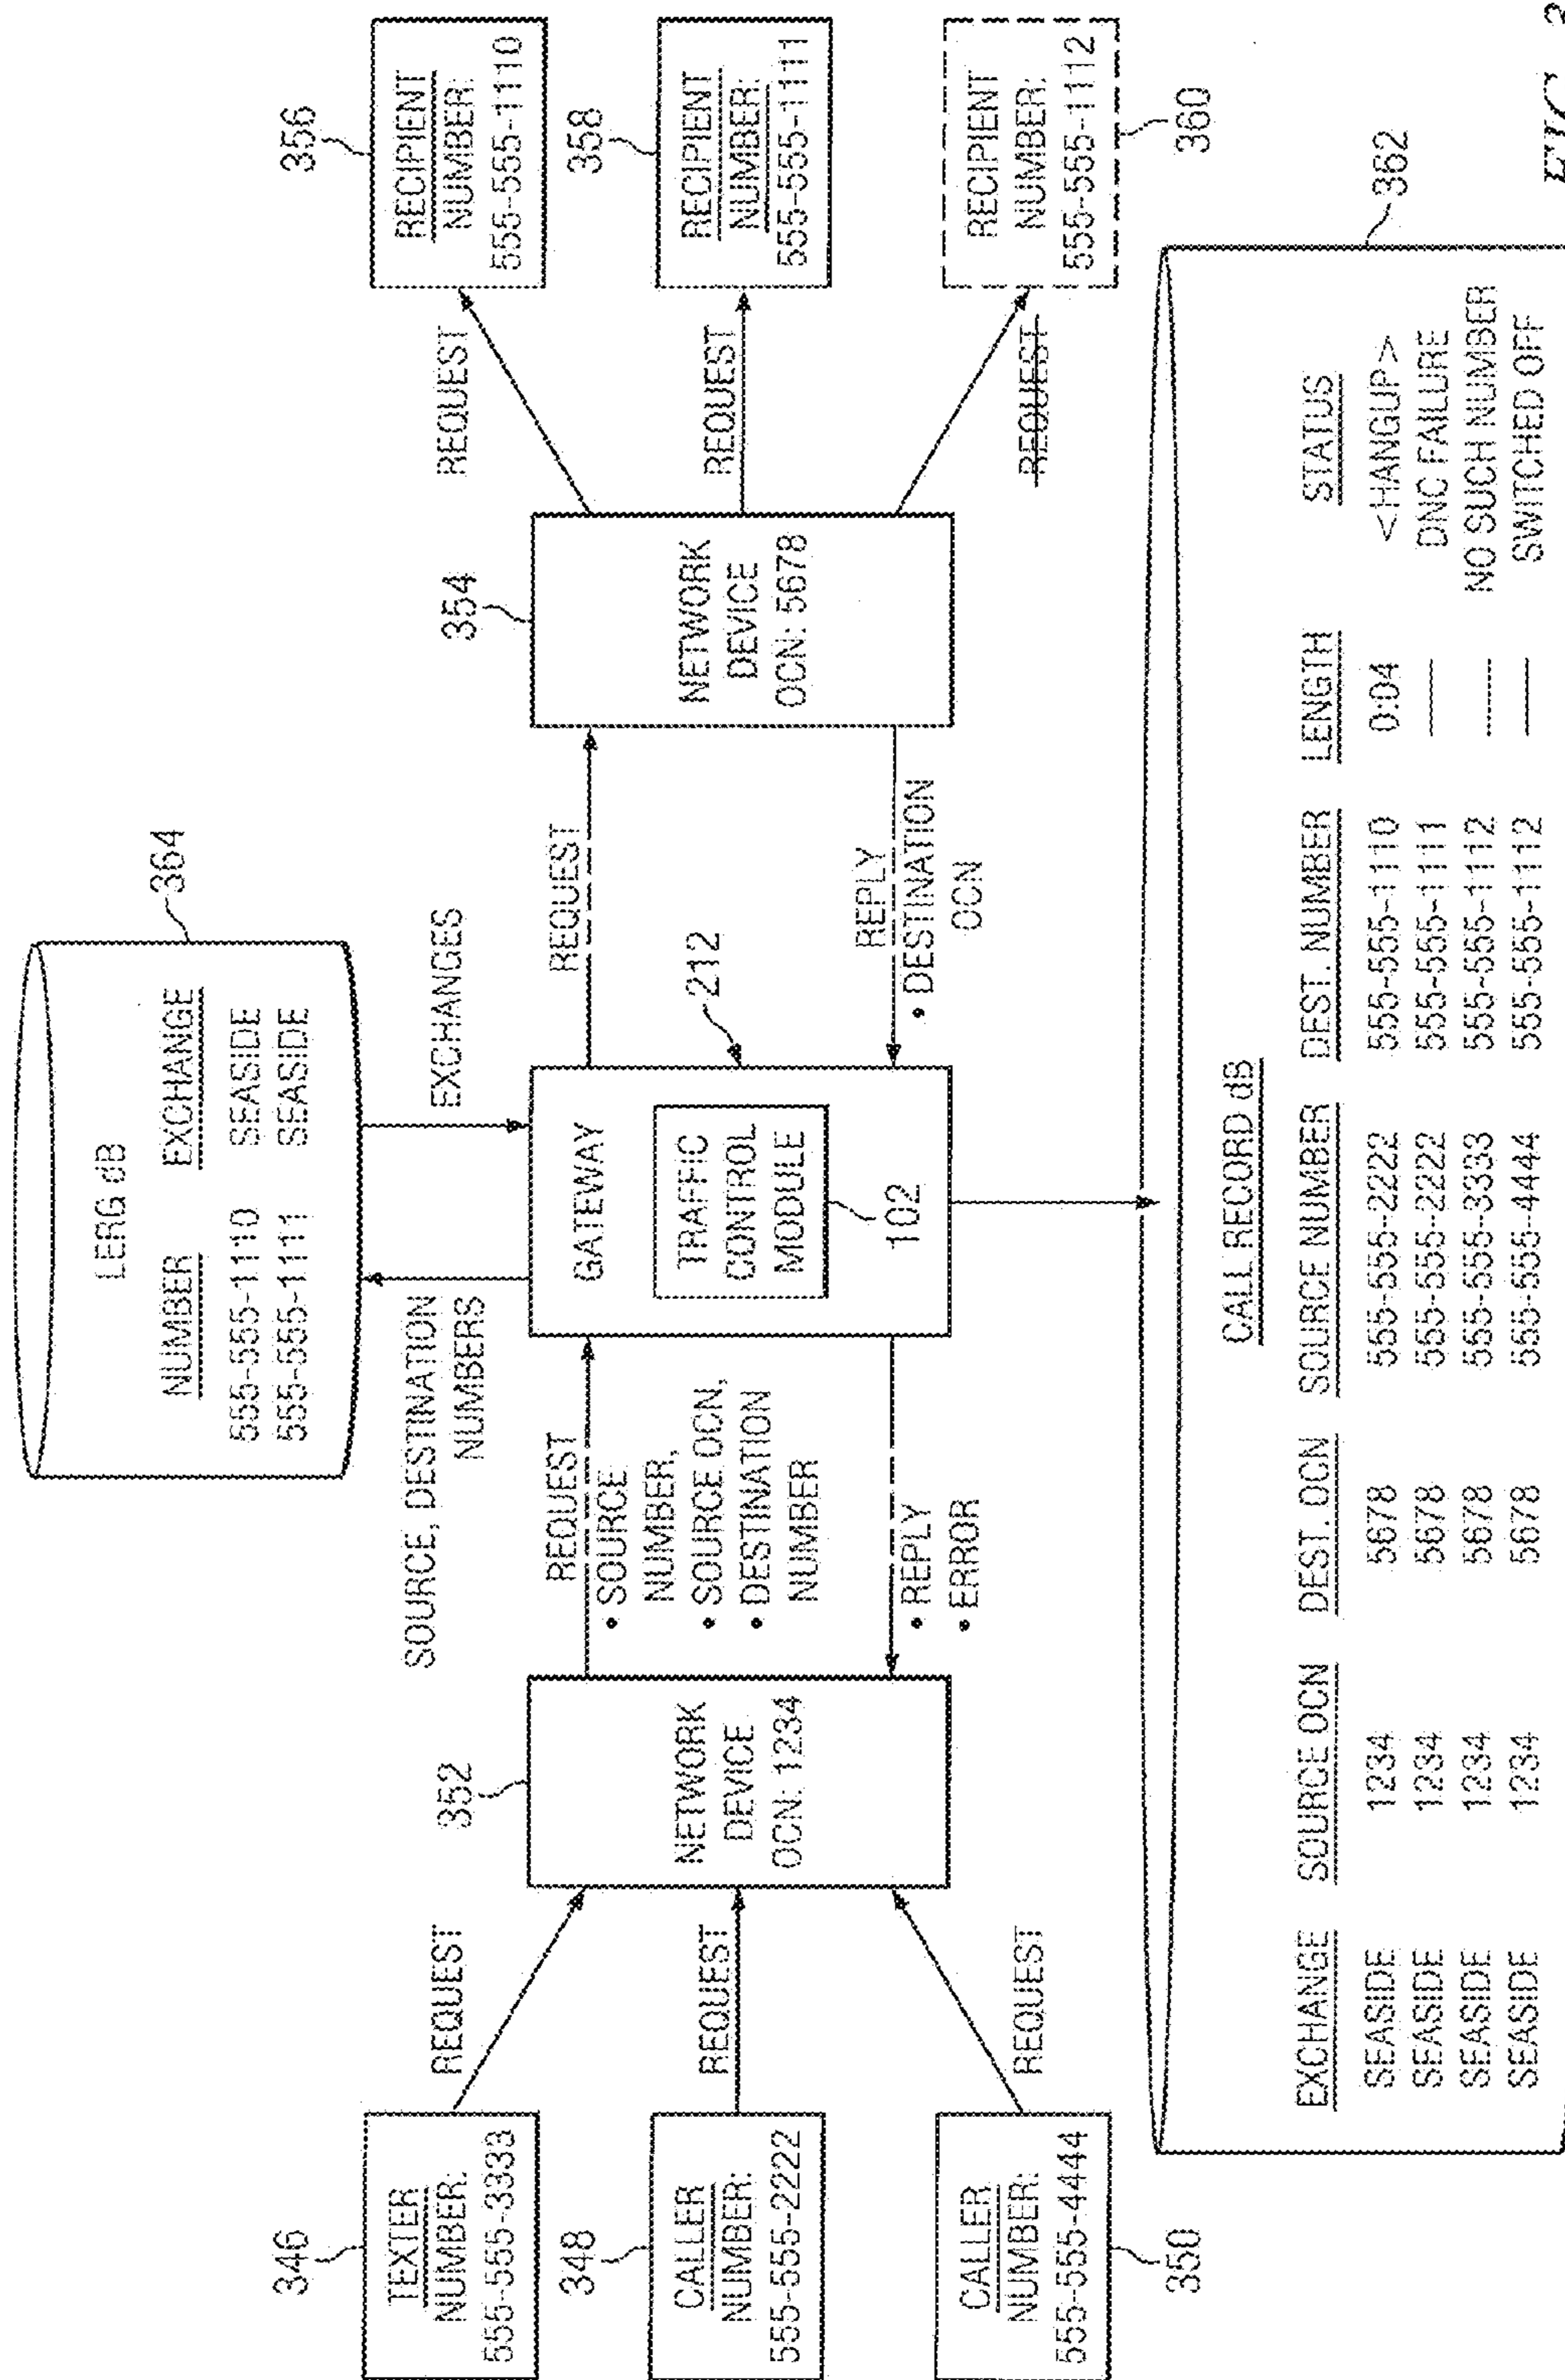 LERG dB
NUMBER EXCHANGE
555-555-1110 SEASIDE
555-555-1111 SEASIDE
364
SOURCE, DESTINATION
NUMBERS
EXCHANGES
346
TEXTER
NUMBER:
555-555-3333
348
CALLER
NUMBER:
555-555-2222
CALLER
NUMBER:
555-555-4444
350
REQUEST
REQUEST
REQUEST
352
NETWORK
DEVICE
OCN: 1234
REQUEST
• SOURCE
NUMBER,
• SOURCE OCN,
• DESTINATION
NUMBER
• REPLY
• ERROR
GATEWAY
TRAFFIC
CONTROL
MODULE
102
212
REQUEST
REPLY
• DESTINATION
OCN
354
NETWORK
DEVICE
OCN: 5678
REQUEST
REQUEST
REQUEST
356
RECIPIENT
NUMBER:
555-555-1110
358
RECIPIENT
NUMBER:
555-555-1111
RECIPIENT
NUMBER:
555-555-1112
360
362
CALL RECORD dB
EXCHANGE SOURCE OCN DEST. OCN SOURCE NUMBER DEST. NUMBER LENGTH STATUS
SEASIDE 1234 5678 555-555-2222 555-555-1110 0:04 <HANGUP>
SEASIDE 1234 5678 555-555-2222 555-555-1111 — DNC FAILURE
SEASIDE 1234 5678 555-555-3333 555-555-1112 — NO SUCH NUMBER
SEASIDE 1234 5678 555-555-4444 555-555-1112 — SWITCHED OFF
FIG.